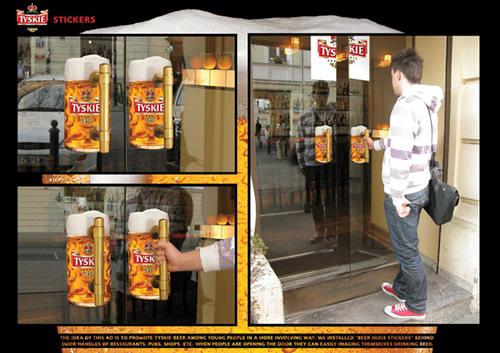 TYSKIE STICKERS
TYSKIE
TYSKIE
TYSKIE
TYSKIE
TYSKIE
THE IDEA OF THIS AD IS TO PROMOTE TYSKIE BEER AMONG YOUNG PEOPLE IN A MORE INVOLVING WAY. WE INSTALLED "BEER MUGS STICKERS" BEHIND
DOOR HANDLES OF RESTAURANTS, PUBS, SHOPS, ETC. WHEN PEOPLE ARE OPENING THE DOOR THEY CAN EASILY IMAGING THEMSELVES DRINKING BEER.